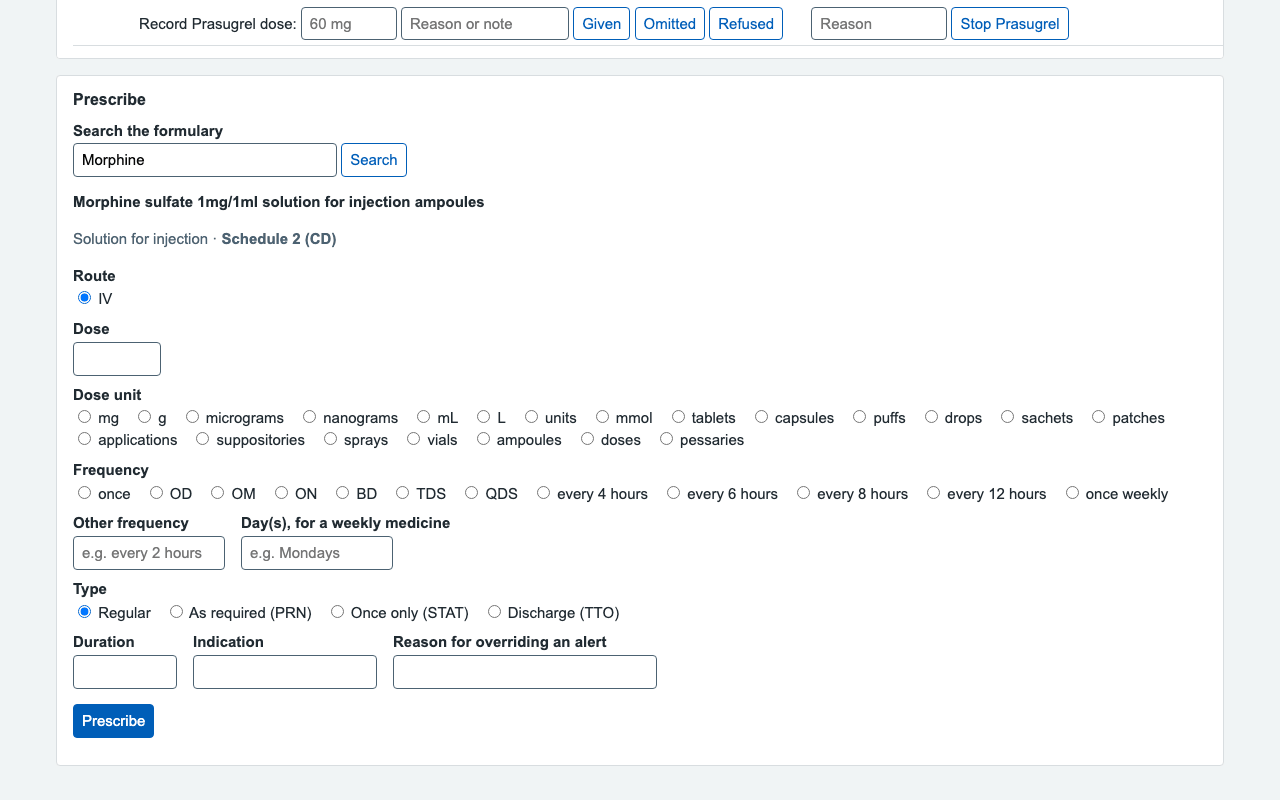 Record Prasugrel dose: 60 mg Reason or note Given Omitted Refused Reason Stop Prasugrel
Prescribe
Search the formulary
Morphine Search
Morphine sulfate 1mg/1ml solution for injection ampoules
Solution for injection · Schedule 2 (CD)
Route
IV
Dose
Dose unit
mg g micrograms nanograms mL L units mmol tablets capsules puffs drops sachets patches
applications suppositories sprays vials ampoules doses pessaries
Frequency
once OD OM ON BD TDS QDS every 4 hours every 6 hours every 8 hours every 12 hours once weekly
Other frequency Day(s), for a weekly medicine
e.g. every 2 hours e.g. Mondays
Type
Regular As required (PRN) Once only (STAT) Discharge (TTO)
Duration Indication Reason for overriding an alert
Prescribe